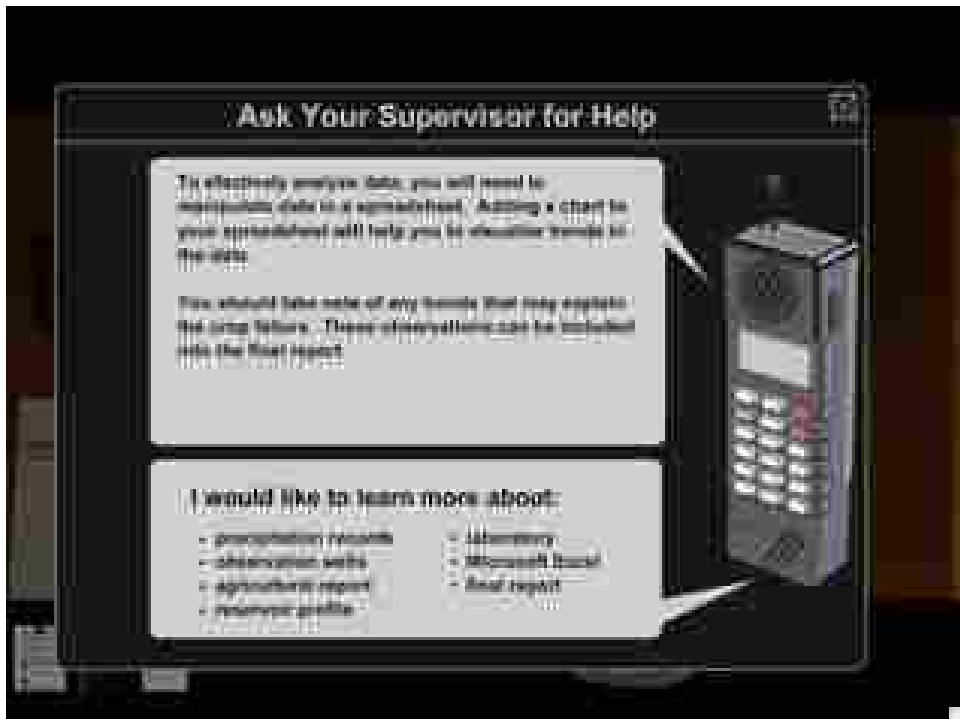 Ask Your Supervisor for Help
To effectively analyze data, you will need to
manipulate data in a spreadsheet. Adding a chart to
your spreadsheet will help you to visualize trends in
the data.
You should take note of any trends that may explain
the crop failure. These observations can be included
into the final report.
I would like to learn more about:
• precipitation records
• observation wells
• agricultural report
• reservoir profile
• laboratory
• Microsoft Excel
• final report